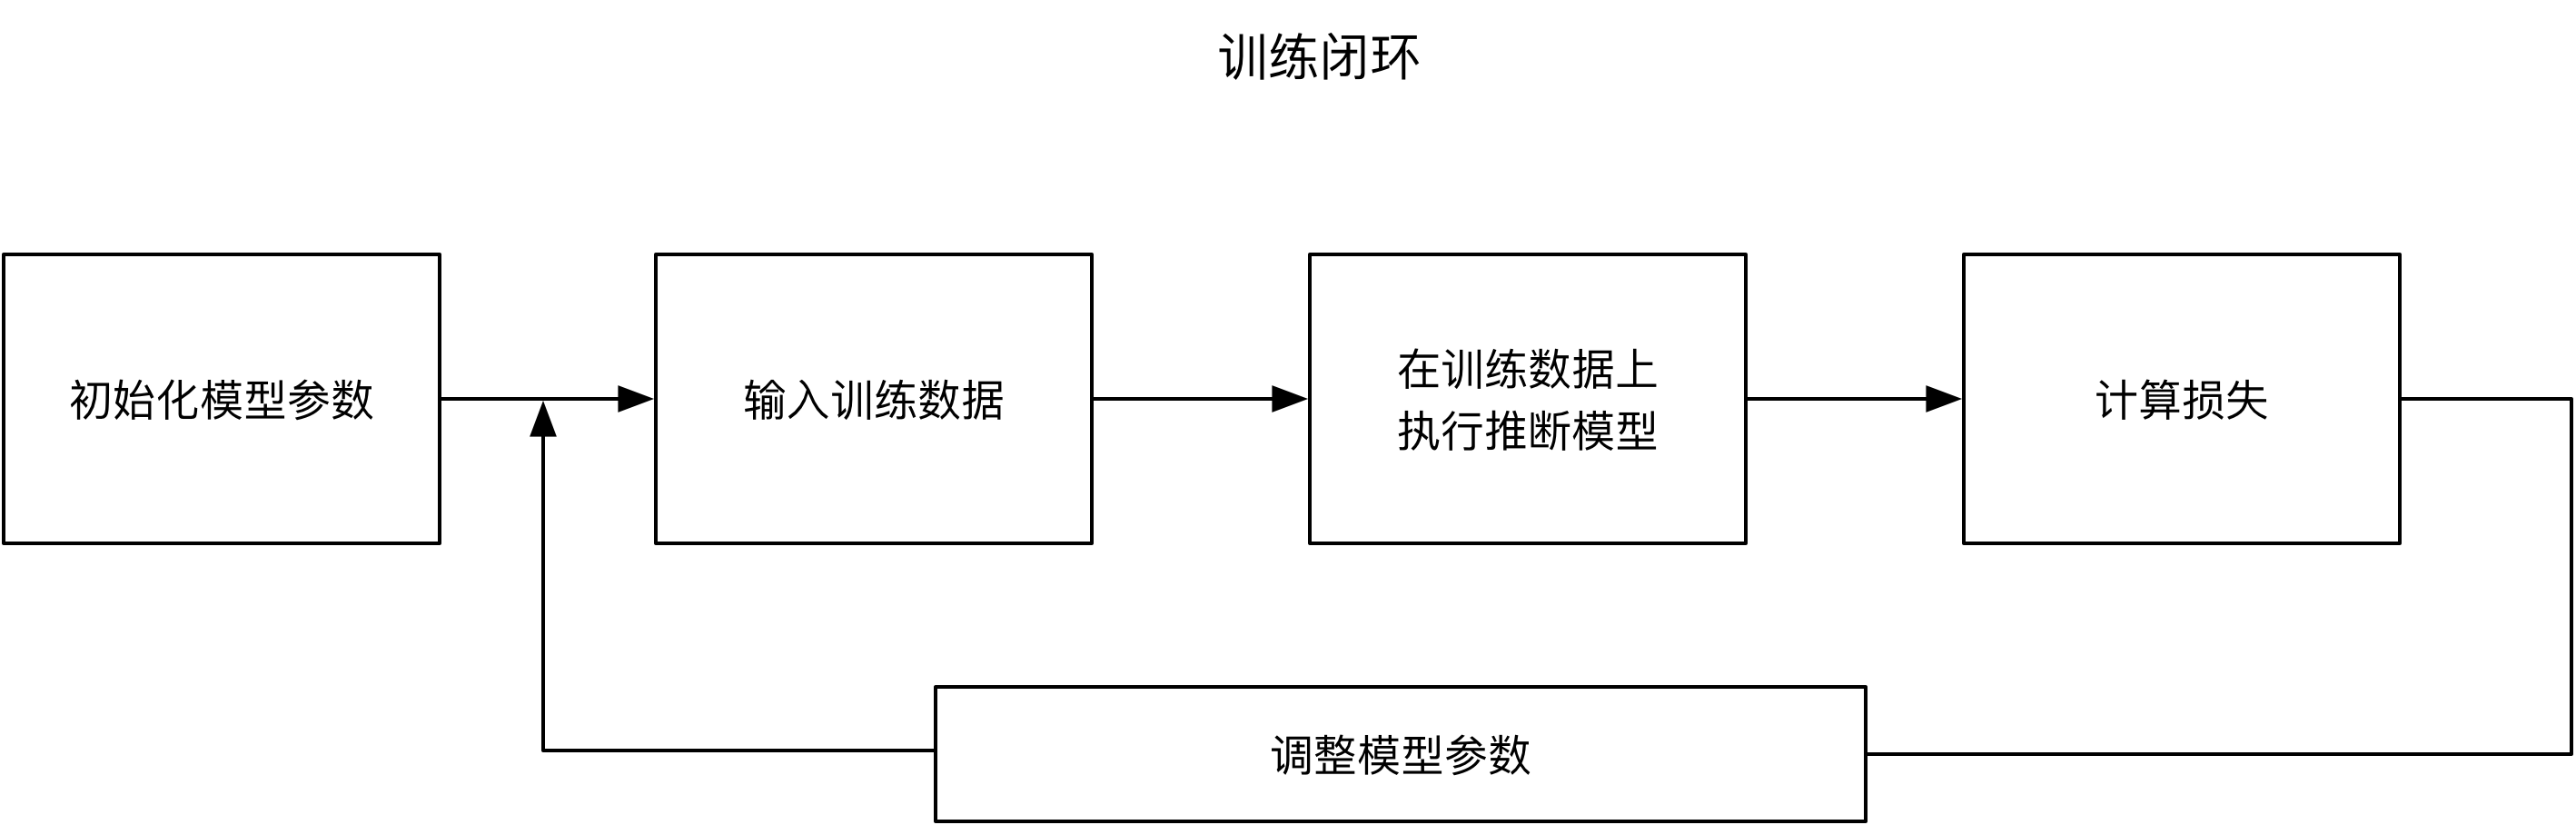 训练闭环
初始化模型参数
输入训练数据
在训练数据上
执行推断模型
计算损失
调整模型参数